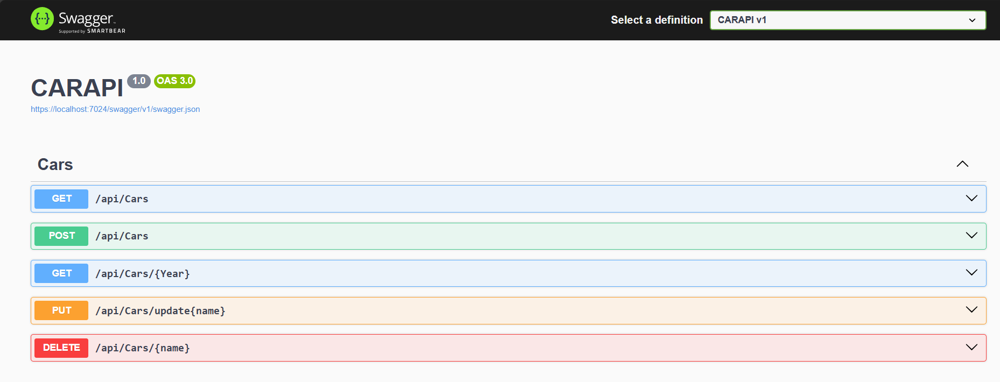 {···} Swagger™
Supported by SMARTBEAR
Select a definition CARAPI v1
CARAPI 1.0 OAS 3.0
https://localhost:7024/swagger/v1/swagger.json
Cars
GET /api/Cars
POST /api/Cars
GET /api/Cars/{Year}
PUT /api/Cars/update{name}
DELETE /api/Cars/{name}